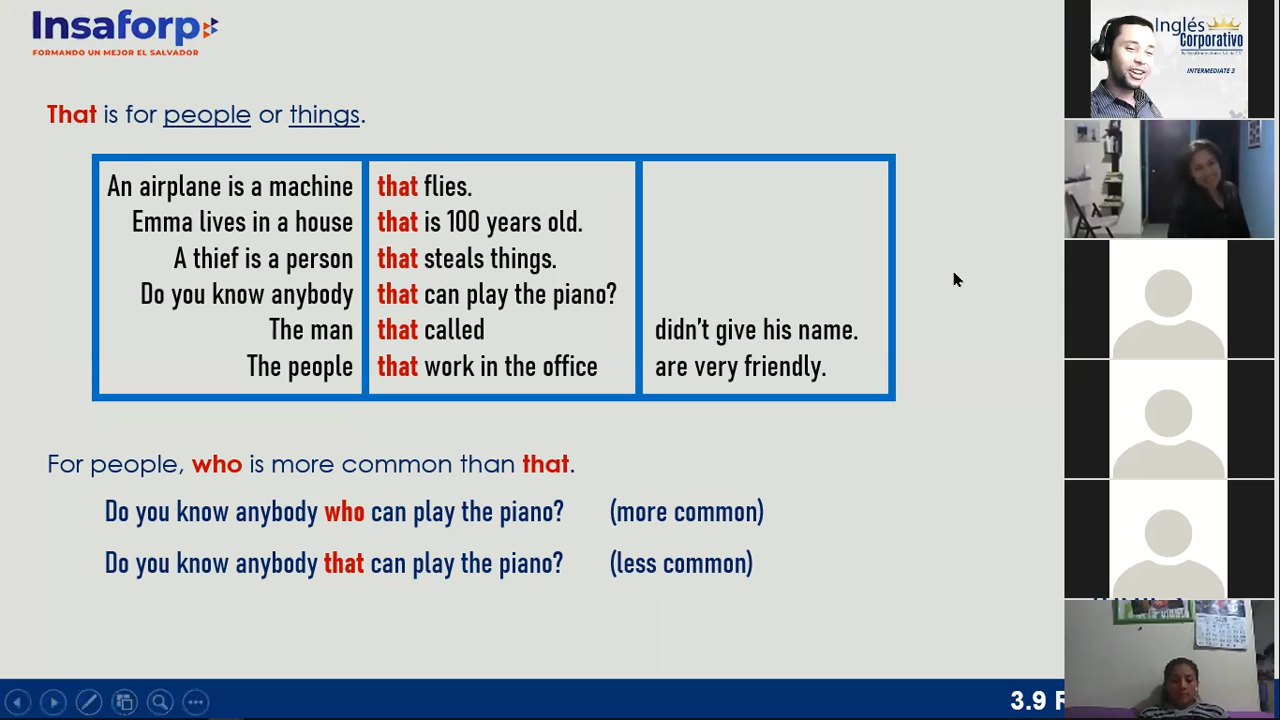 Insaforp
FORMANDO UN MEJOR EL SALVADOR
Inglés
Corporativo
INTERMEDIATE 3
That is for people or things.
An airplane is a machine that flies.
Emma lives in a house that is 100 years old.
A thief is a person that steals things.
Do you know anybody that can play the piano?
The man that called didn't give his name.
The people that work in the office are very friendly.
For people, who is more common than that.
Do you know anybody who can play the piano? (more common)
Do you know anybody that can play the piano? (less common)
3.9